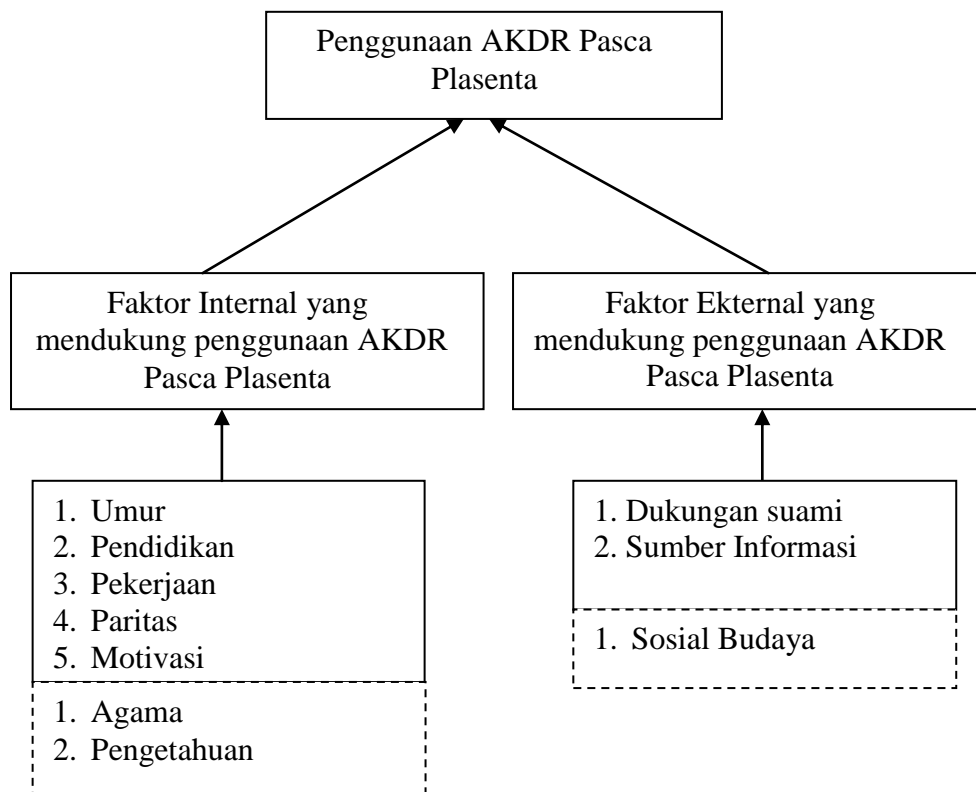 Penggunaan AKDR Pasca
Plasenta
Faktor Internal yang
mendukung penggunaan AKDR
Pasca Plasenta
Faktor Ekternal yang
mendukung penggunaan AKDR
Pasca Plasenta
1. Umur
2. Pendidikan
3. Pekerjaan
4. Paritas
5. Motivasi
1. Agama
2. Pengetahuan
1. Dukungan suami
2. Sumber Informasi
1. Sosial Budaya